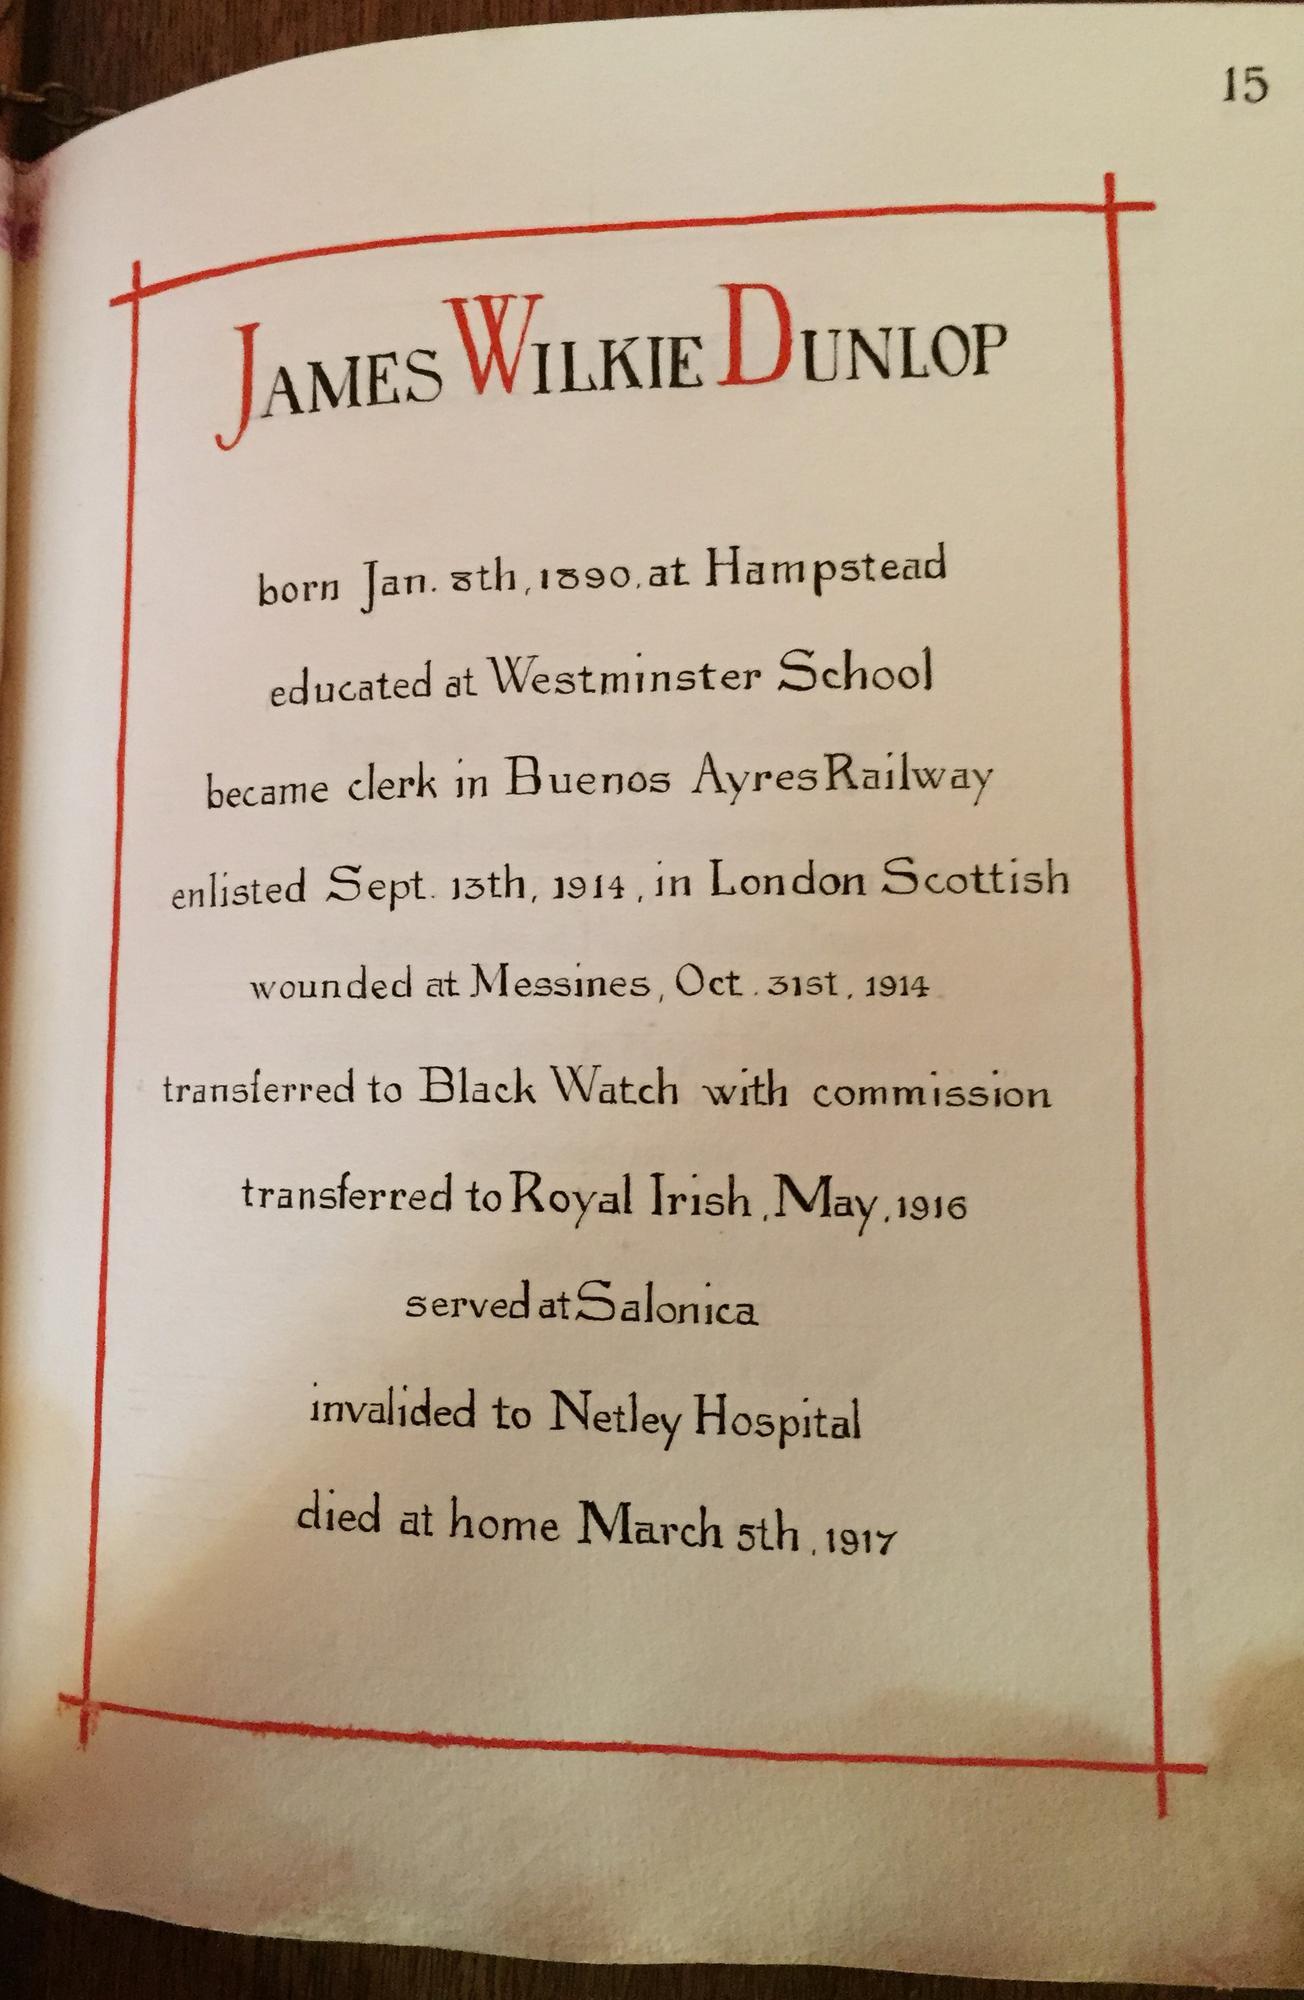 15
JAMES WILKIE DUNLOP
born Jan. 8th, 1890, at Hampstead
educated at Westminster School
became clerk in Buenos Ayres Railway
enlisted Sept. 13th, 1914, in London Scottish
wounded at Messines, Oct. 31st, 1914
transferred to Black Watch with commission
transferred to Royal Irish, May, 1916
served at Salonica
invalided to Netley Hospital
died at home March 5th, 1917